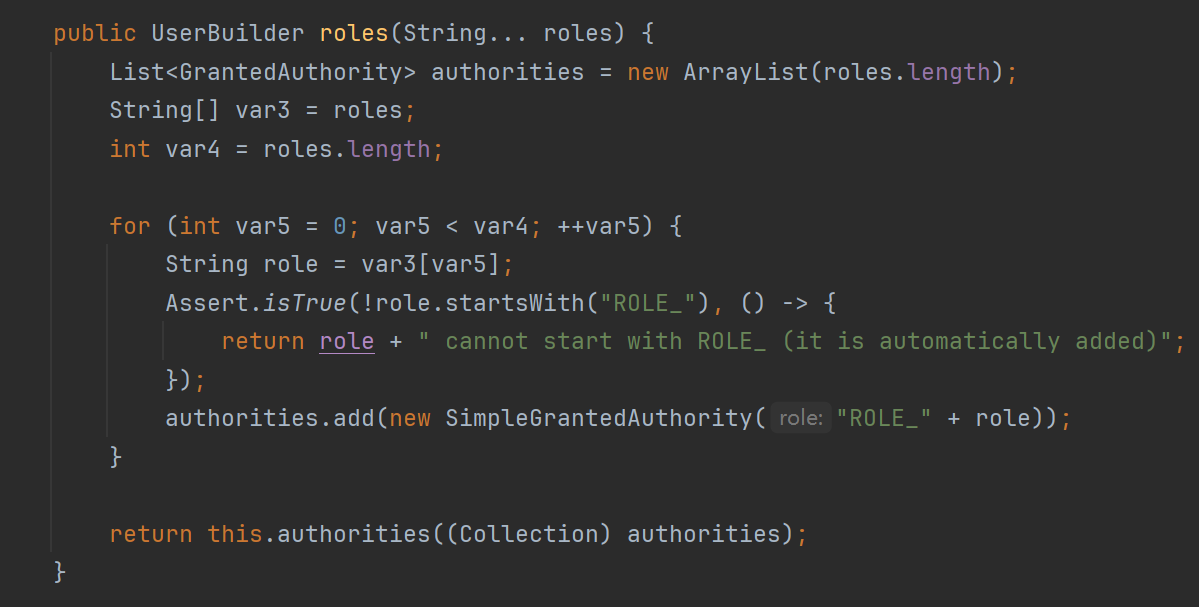 public UserBuilder roles(String... roles) {
List<GrantedAuthority> authorities = new ArrayList(roles.length);
String[] var3 = roles;
int var4 = roles.length;
for (int var5 = 0; var5 < var4; ++var5) {
String role = var3[var5];
Assert.isTrue(!role.startsWith("ROLE_"), () -> {
return role + " cannot start with ROLE_ (it is automatically added)";
});
authorities.add(new SimpleGrantedAuthority( role: "ROLE_" + role));
}
return this.authorities((Collection) authorities);
}